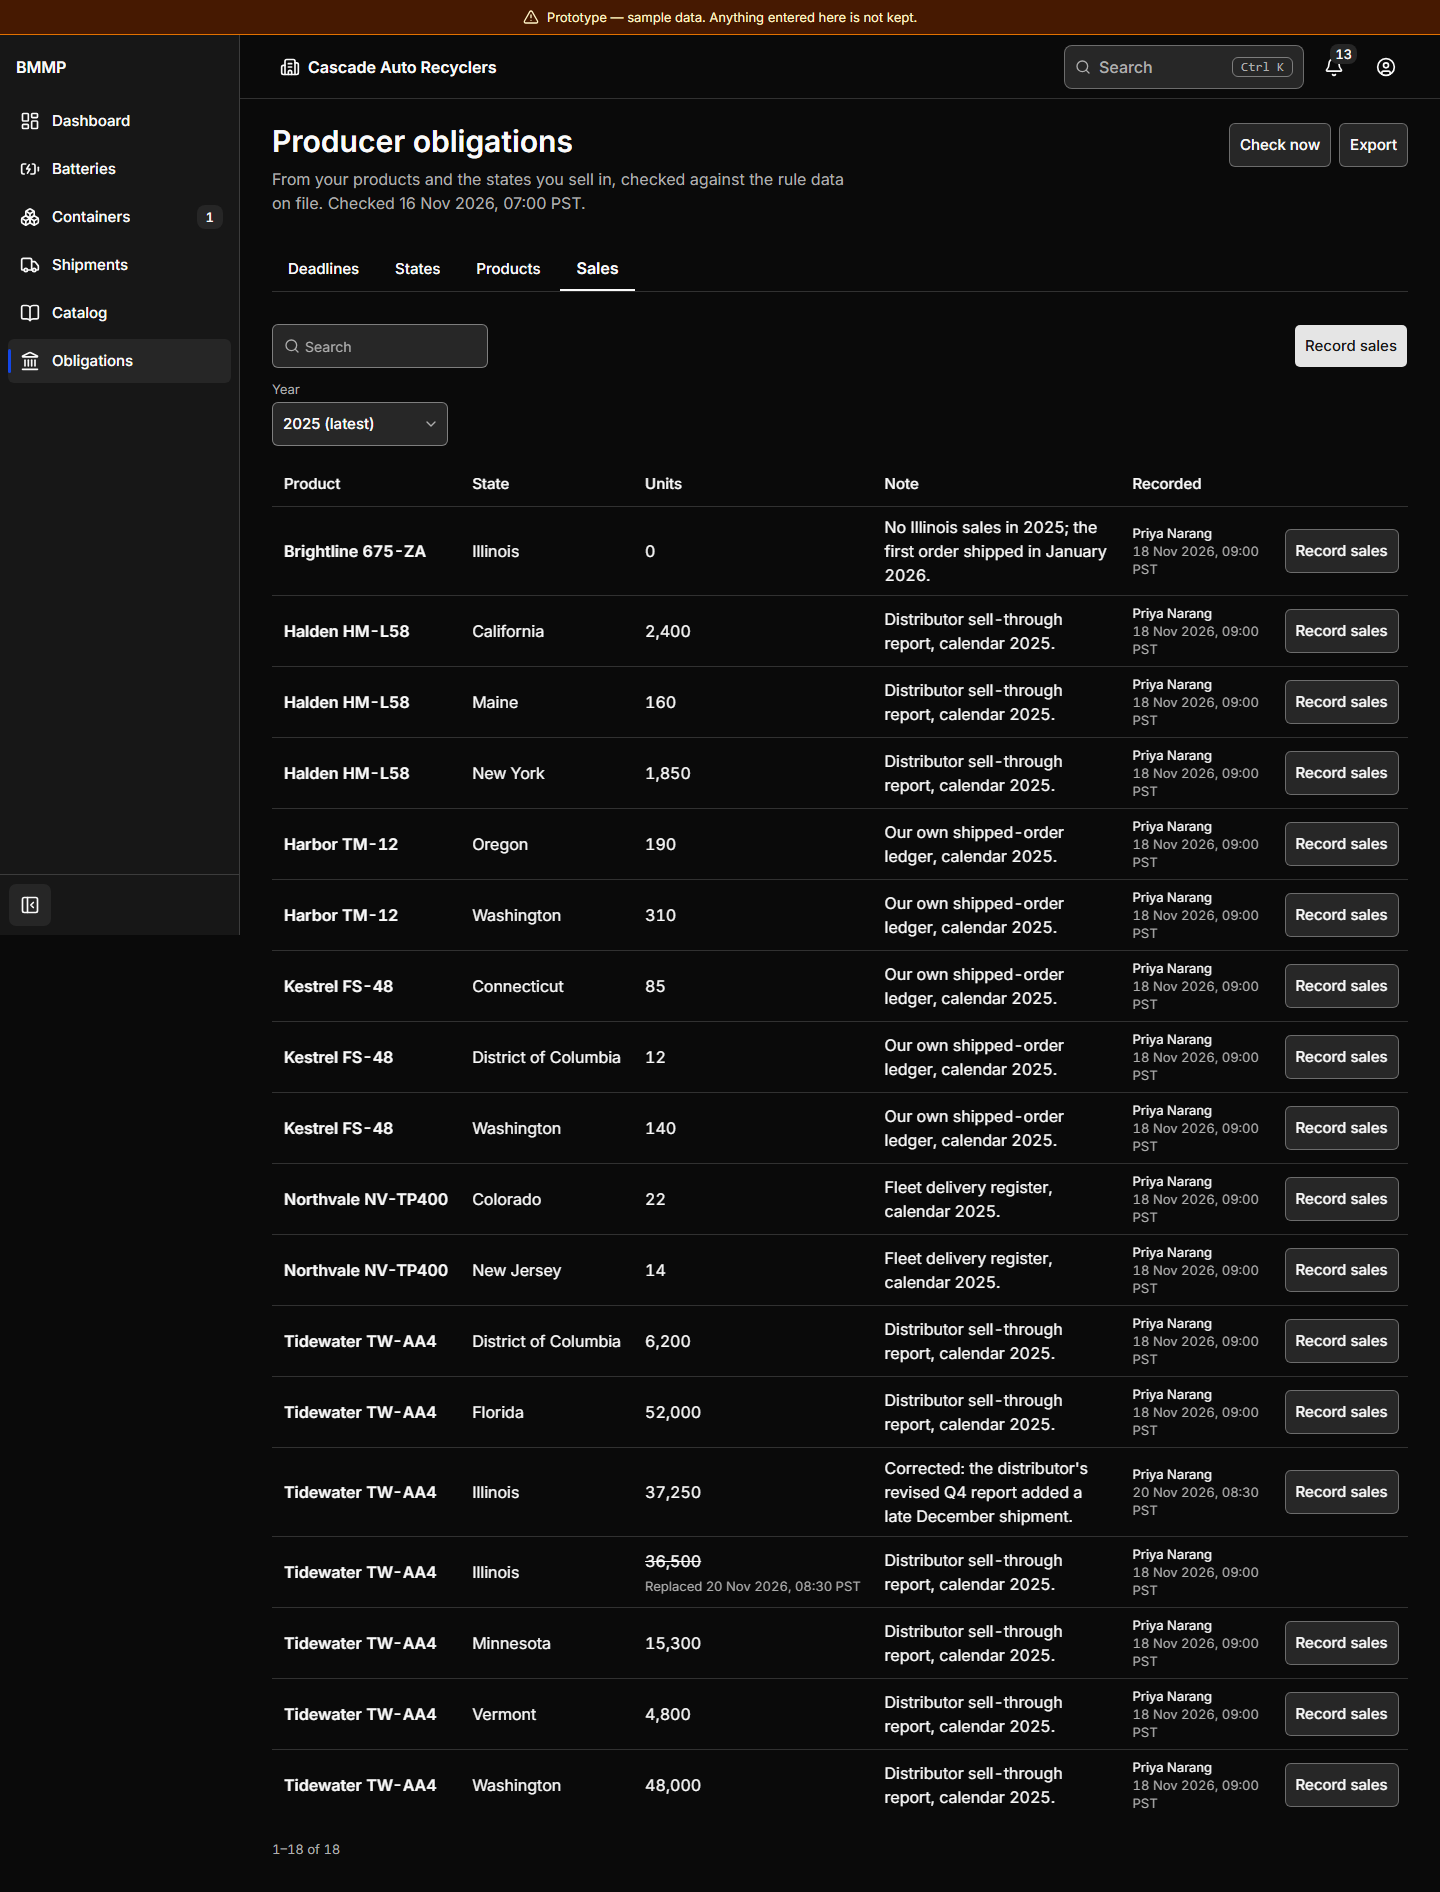 Prototype — sample data. Anything entered here is not kept.
BMMP
Cascade Auto Recyclers
Search
Ctrl K
13
Dashboard
Batteries
Containers
1
Shipments
Catalog
Obligations
Producer obligations
From your products and the states you sell in, checked against the rule data
on file. Checked 16 Nov 2026, 07:00 PST.
Check now
Export
Deadlines
States
Products
Sales
Search
Record sales
Year
2025 (latest)
Product
State
Units
Note
Recorded
Brightline 675-ZA
Illinois
0
No Illinois sales in 2025; the
first order shipped in January
2026.
Priya Narang
18 Nov 2026, 09:00
PST
Record sales
Halden HM-L58
California
2,400
Distributor sell-through
report, calendar 2025.
Priya Narang
18 Nov 2026, 09:00
PST
Record sales
Halden HM-L58
Maine
160
Distributor sell-through
report, calendar 2025.
Priya Narang
18 Nov 2026, 09:00
PST
Record sales
Halden HM-L58
New York
1,850
Distributor sell-through
report, calendar 2025.
Priya Narang
18 Nov 2026, 09:00
PST
Record sales
Harbor TM-12
Oregon
190
Our own shipped-order
ledger, calendar 2025.
Priya Narang
18 Nov 2026, 09:00
PST
Record sales
Harbor TM-12
Washington
310
Our own shipped-order
ledger, calendar 2025.
Priya Narang
18 Nov 2026, 09:00
PST
Record sales
Kestrel FS-48
Connecticut
85
Our own shipped-order
ledger, calendar 2025.
Priya Narang
18 Nov 2026, 09:00
PST
Record sales
Kestrel FS-48
District of Columbia
12
Our own shipped-order
ledger, calendar 2025.
Priya Narang
18 Nov 2026, 09:00
PST
Record sales
Kestrel FS-48
Washington
140
Our own shipped-order
ledger, calendar 2025.
Priya Narang
18 Nov 2026, 09:00
PST
Record sales
Northvale NV-TP400
Colorado
22
Fleet delivery register,
calendar 2025.
Priya Narang
18 Nov 2026, 09:00
PST
Record sales
Northvale NV-TP400
New Jersey
14
Fleet delivery register,
calendar 2025.
Priya Narang
18 Nov 2026, 09:00
PST
Record sales
Tidewater TW-AA4
District of Columbia
6,200
Distributor sell-through
report, calendar 2025.
Priya Narang
18 Nov 2026, 09:00
PST
Record sales
Tidewater TW-AA4
Florida
52,000
Distributor sell-through
report, calendar 2025.
Priya Narang
18 Nov 2026, 09:00
PST
Record sales
Tidewater TW-AA4
Illinois
37,250
Corrected: the distributor's
revised Q4 report added a
late December shipment.
Priya Narang
20 Nov 2026, 08:30
PST
Record sales
Tidewater TW-AA4
Illinois
36,500
Replaced 20 Nov 2026, 08:30 PST
Distributor sell-through
report, calendar 2025.
Priya Narang
18 Nov 2026, 09:00
PST
Tidewater TW-AA4
Minnesota
15,300
Distributor sell-through
report, calendar 2025.
Priya Narang
18 Nov 2026, 09:00
PST
Record sales
Tidewater TW-AA4
Vermont
4,800
Distributor sell-through
report, calendar 2025.
Priya Narang
18 Nov 2026, 09:00
PST
Record sales
Tidewater TW-AA4
Washington
48,000
Distributor sell-through
report, calendar 2025.
Priya Narang
18 Nov 2026, 09:00
PST
Record sales
1–18 of 18